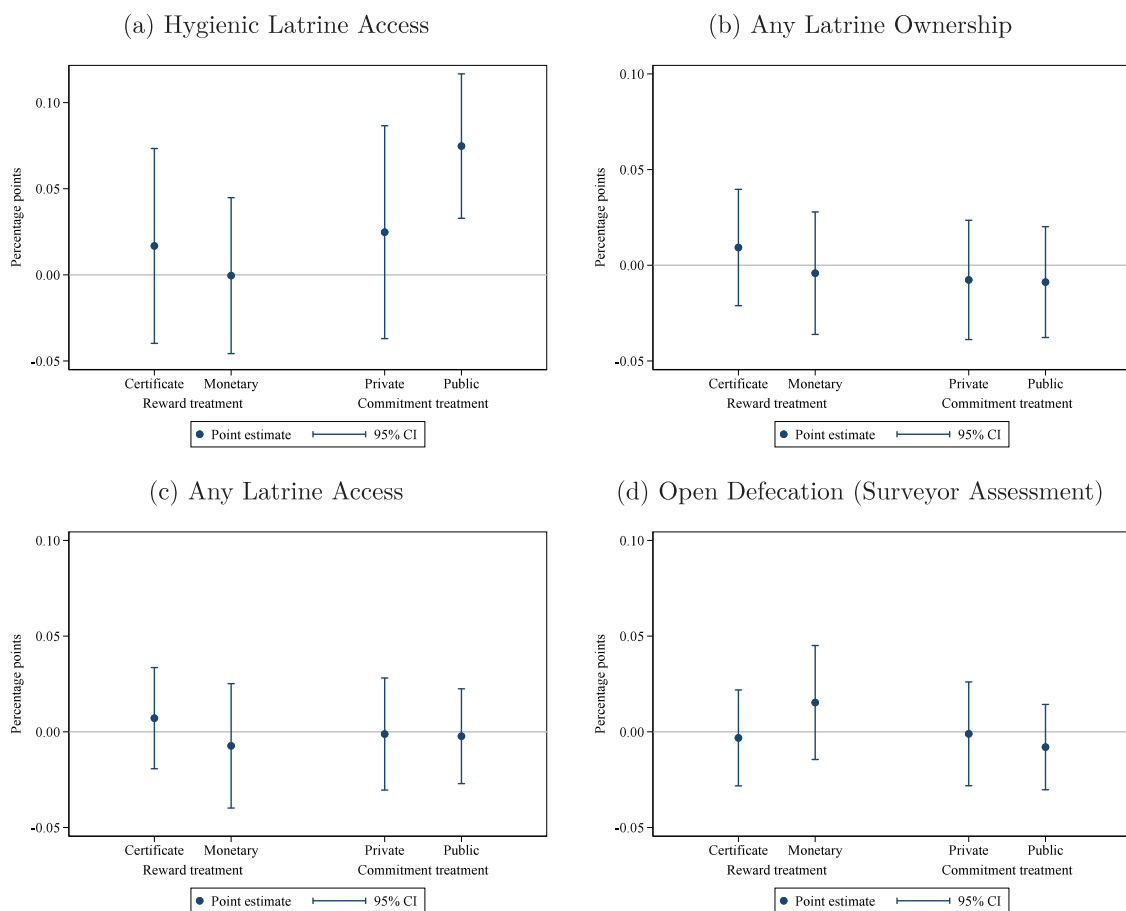 (a) Hygienic Latrine Access
Percentage points
0.10
0.05
0.00
-0.05
Certificate Monetary Private Public
Reward treatment Commitment treatment
Point estimate 95% CI
(b) Any Latrine Ownership
Percentage points
0.10
0.05
0.00
-0.05
Certificate Monetary Private Public
Reward treatment Commitment treatment
Point estimate 95% CI
(c) Any Latrine Access
Percentage points
0.10
0.05
0.00
-0.05
Certificate Monetary Private Public
Reward treatment Commitment treatment
Point estimate 95% CI
(d) Open Defecation (Surveyor Assessment)
Percentage points
0.10
0.05
0.00
-0.05
Certificate Monetary Private Public
Reward treatment Commitment treatment
Point estimate 95% CI